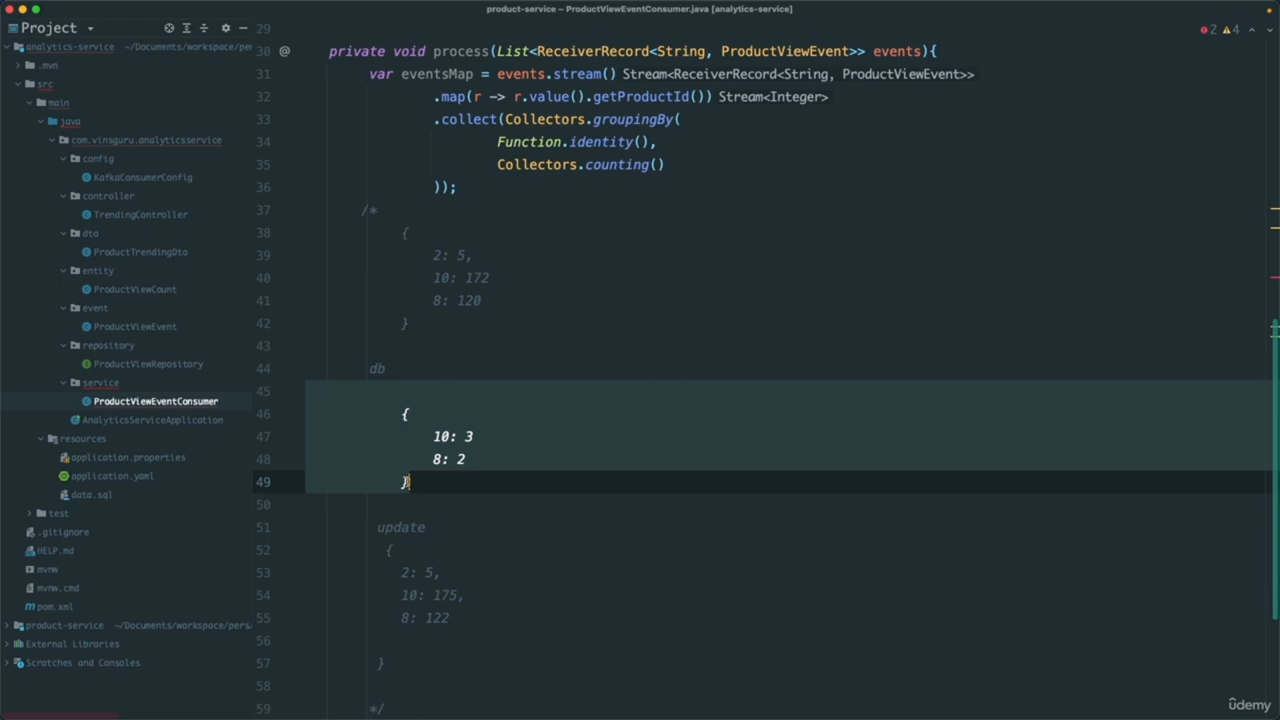 product-service – ProductViewEventConsumer.java [analytics-service]
Project
analytics-service ~/Documents/workspace/per
.mvn
src
main
java
com.vinsguru.analyticsservice
config
KafkaConsumerConfig
controller
TrendingController
dto
ProductTrendingDto
entity
ProductViewCount
event
ProductViewEvent
repository
ProductViewRepository
service
ProductViewEventConsumer
AnalyticsServiceApplication
resources
application.properties
application.yaml
data.sql
test
.gitignore
HELP.md
mvnw
mvnw.cmd
pom.xml
product-service ~/Documents/workspace/pers
External Libraries
Scratches and Consoles
2 4
29
30 @ private void process(List<ReceiverRecord<String, ProductViewEvent>> events){
31 var eventsMap = events.stream() Stream<ReceiverRecord<String, ProductViewEvent>>
32 .map(r -> r.value().getProductId()) Stream<Integer>
33 .collect(Collectors.groupingBy(
34 Function.identity(),
35 Collectors.counting()
36 ));
37 /*
38 {
39 2: 5,
40 10: 172
41 8: 120
42 }
43
44 db
45
46 {
47 10: 3
48 8: 2
49 }
50
51 update
52 {
53 2: 5,
54 10: 175,
55 8: 122
56
57 }
58
59 */
udemy